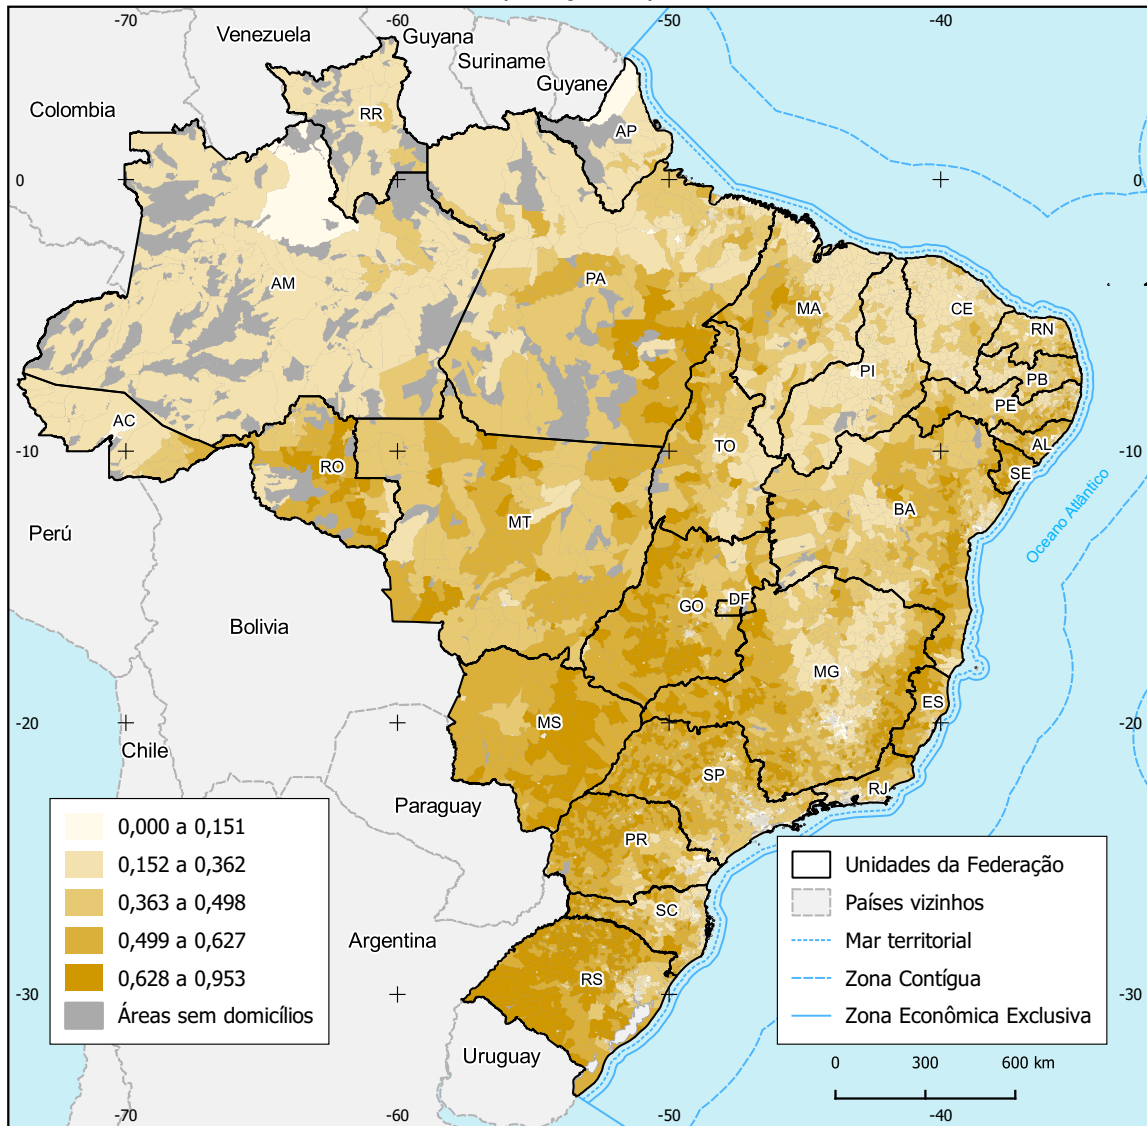 -70
-60
-50
-40
Venezuela
Guyana
Suriname
Guyane
Colombia
RR
AP
0
0
AM
PA
MA
CE
RN
PI
PB
PE
AC
TO
AL
-10
-10
RO
SE
BA
MT
Perú
Oceano Atlântico
GO
DF
Bolivia
MG
ES
MS
-20
-20
Chile
SP
RJ
Paraguay
PR
SC
Argentina
RS
-30
-30
Uruguay
0,000 a 0,151
0,152 a 0,362
0,363 a 0,498
0,499 a 0,627
0,628 a 0,953
Áreas sem domicílios
Unidades da Federação
Países vizinhos
Mar territorial
Zona Contígua
Zona Econômica Exclusiva
0 300 600 km
-70
-60
-50
-40